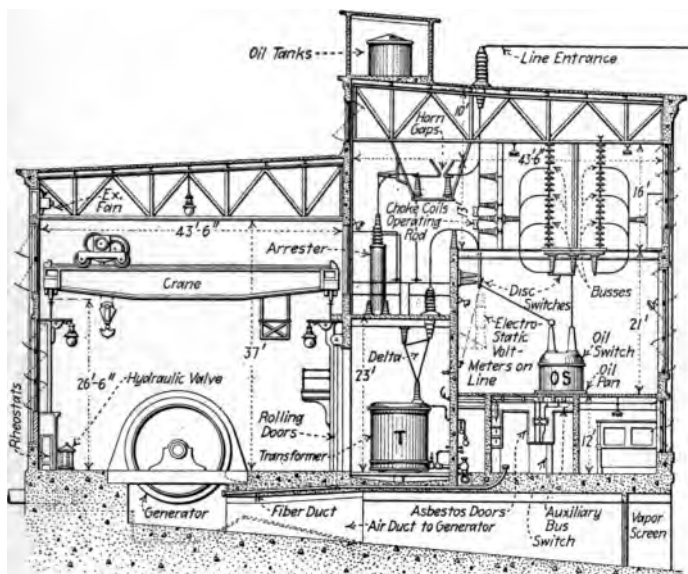 Oil Tanks
Line Entrance
10'
Horn
Gaps
43'-6"
Ex.
Fan
43'-6"
16'
Choke Coils
Operating
Rod
Arrester
Crane
Disc
Switches
Busses
Electro-
Static Volt-
Meters on
Line
21'
Oil
Switch
Oil
Pan
37'
26'-6"
Hydraulic Valve
Delta
23'
OS
Rheostats
Rolling
Doors
Transformer
T
12'
Generator
Fiber Duct
Air Duct to Generator
Asbestos Doors
Auxiliary
Bus
Switch
Vapor
Screen